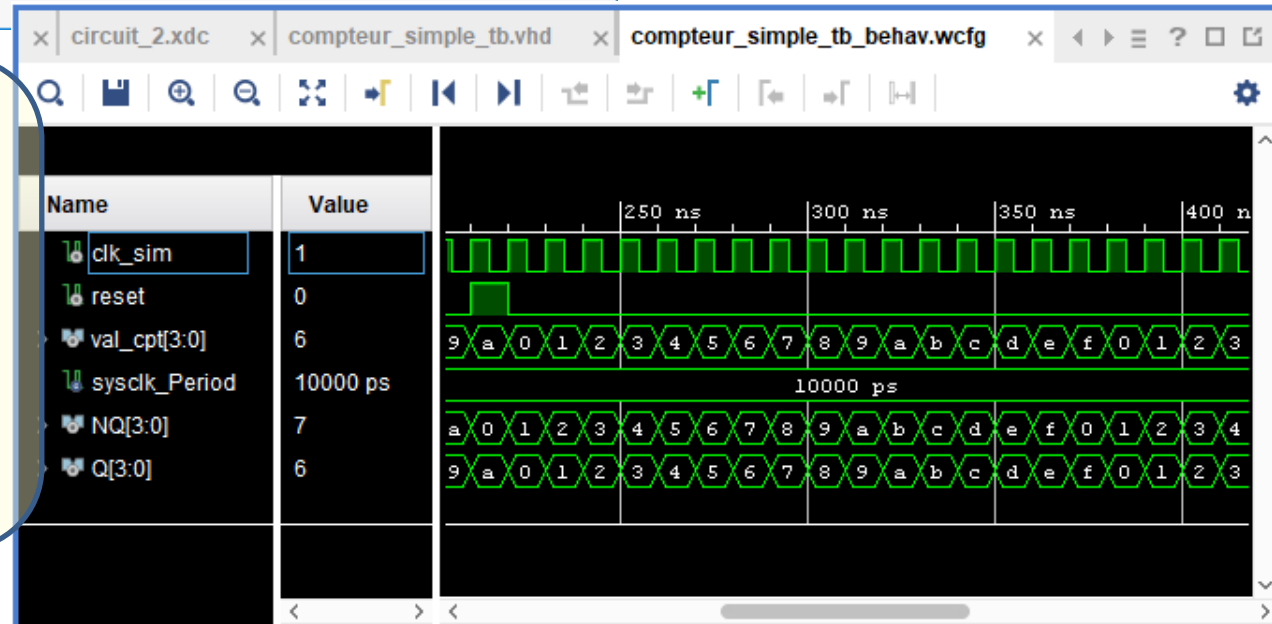 circuit_2.xdc compteur_simple_tb.vhd compteur_simple_tb_behav.wcfg
Name Value
250 ns 300 ns 350 ns 400 n
clk_sim 1
reset 0
val_cpt[3:0] 6 9 a 0 1 2 3 4 5 6 7 8 9 a b c d e f 0 1 2 3
sysclk_Period 10000 ps 10000 ps
NQ[3:0] 7 a 0 1 2 3 4 5 6 7 8 9 a b c d e f 0 1 2 3 4
Q[3:0] 6 9 a 0 1 2 3 4 5 6 7 8 9 a b c d e f 0 1 2 3